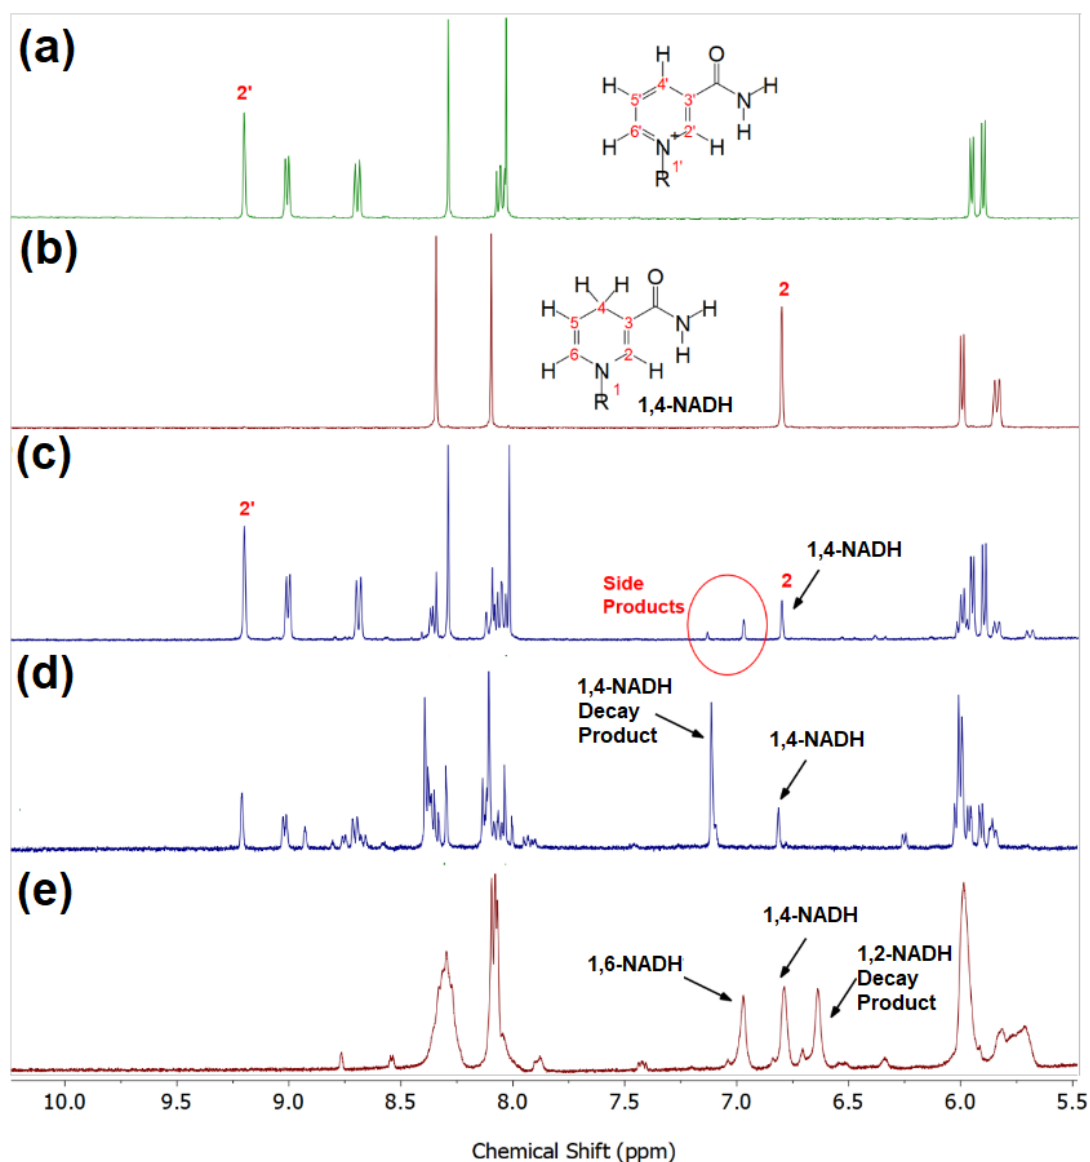 (a)
2'
H
O
H
4'
5'
3'
N
H
6'
2'
H
H
N
+
H
1'
R
(b)
H
H
O
2
H
4
5
3
N
H
6
2
H
H
N
H
1
R
1,4-NADH
(c)
2'
1,4-NADH
Side
Products
2
(d)
1,4-NADH
Decay
Product
1,4-NADH
(e)
1,4-NADH
1,6-NADH
1,2-NADH
Decay
Product
10.0 9.5 9.0 8.5 8.0 7.5 7.0 6.5 6.0 5.5
Chemical Shift (ppm)